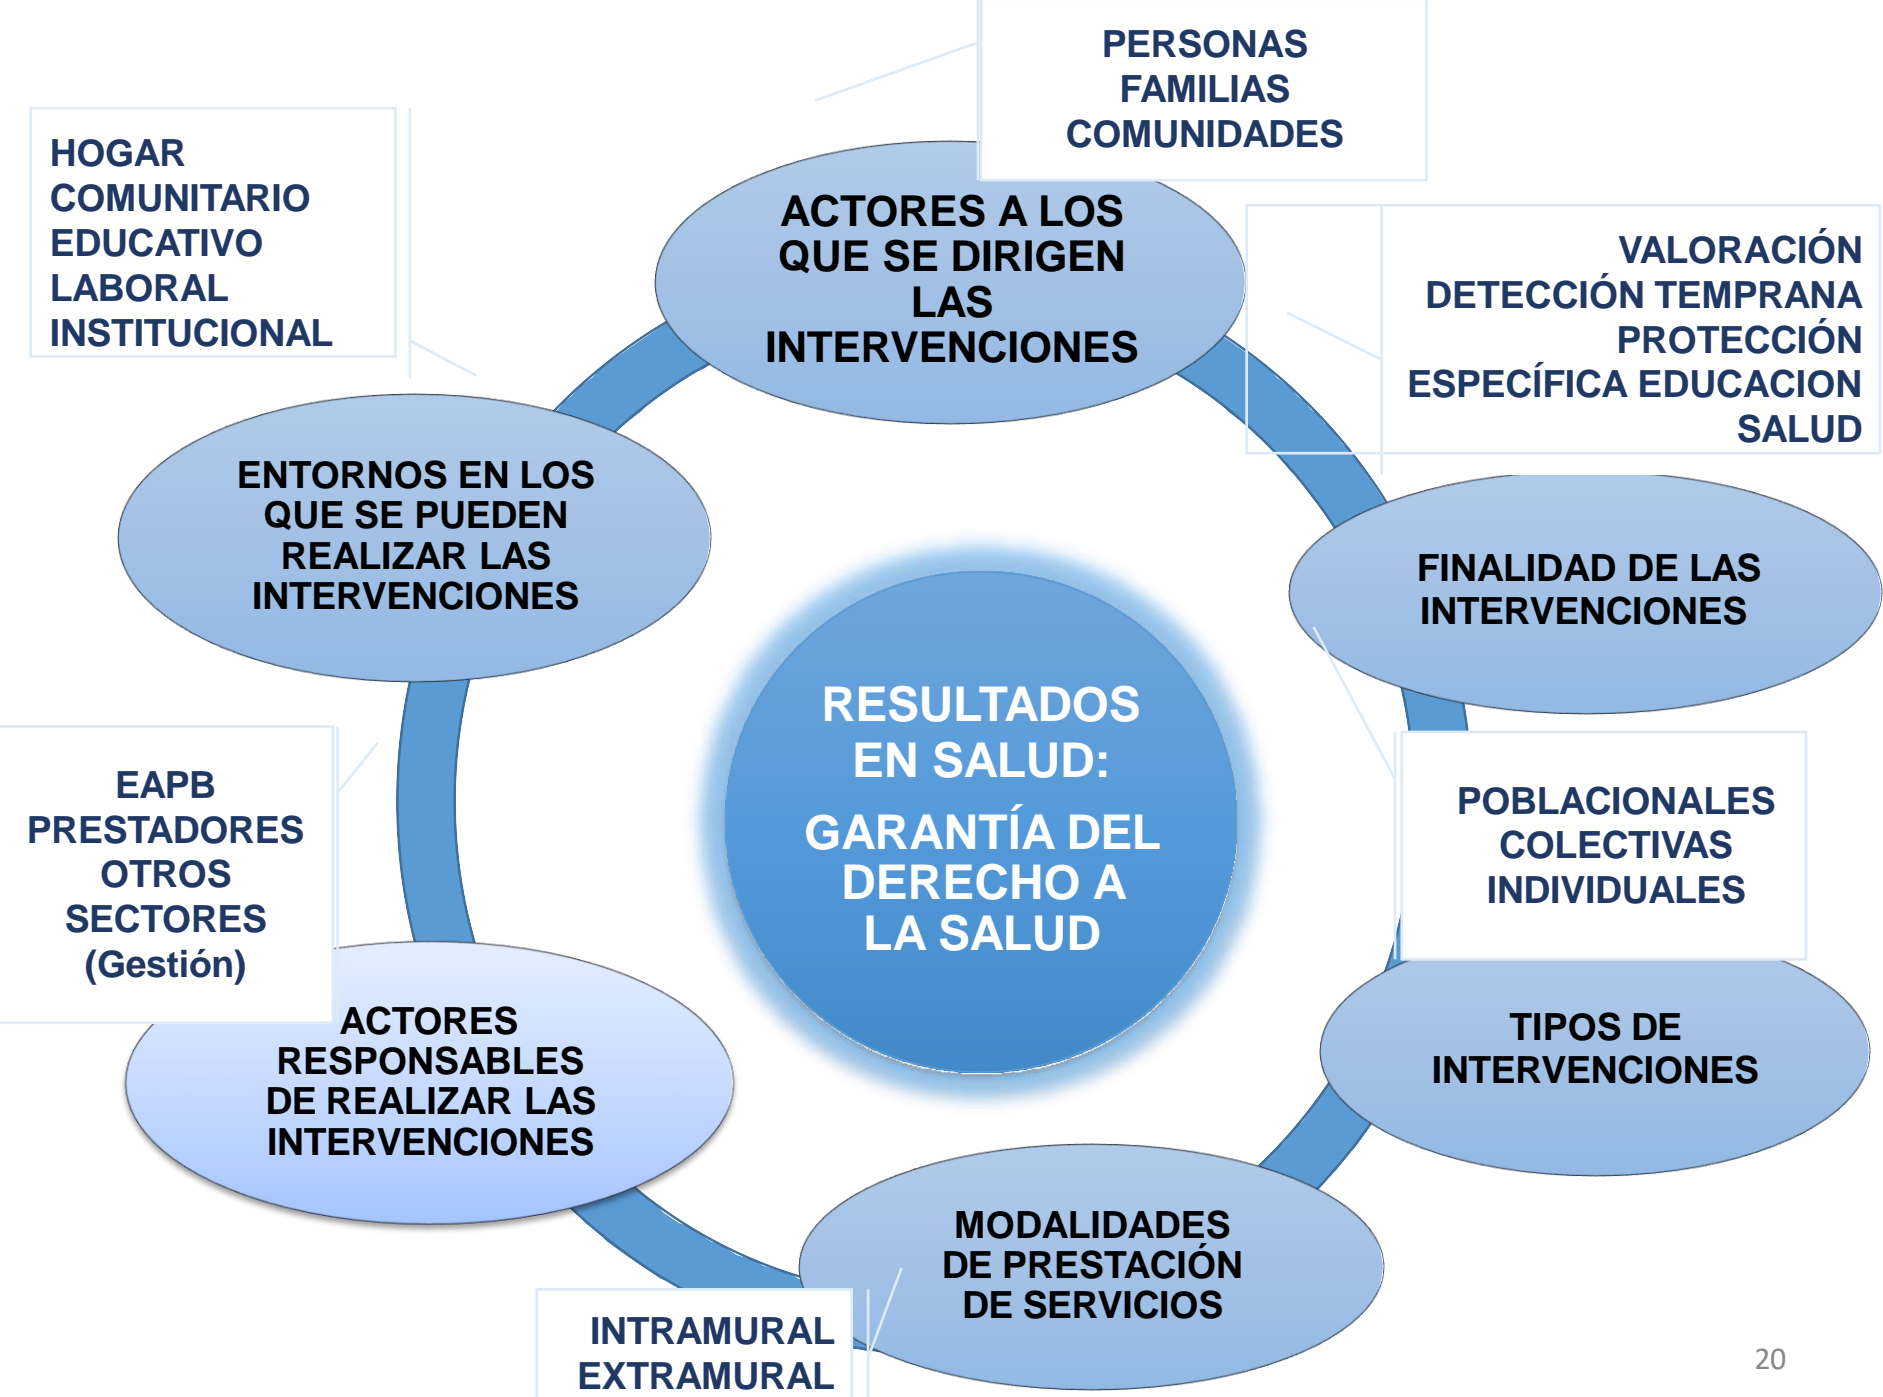 PERSONAS
FAMILIAS
COMUNIDADES
HOGAR
COMUNITARIO
EDUCATIVO
LABORAL
INSTITUCIONAL
ACTORES A LOS
QUE SE DIRIGEN
LAS
INTERVENCIONES
VALORACIÓN
DETECCIÓN TEMPRANA
PROTECCIÓN
ESPECÍFICA EDUCACION
SALUD
ENTORNOS EN LOS
QUE SE PUEDEN
REALIZAR LAS
INTERVENCIONES
FINALIDAD DE LAS
INTERVENCIONES
RESULTADOS
EN SALUD:
GARANTÍA DEL
DERECHO A
LA SALUD
EAPB
PRESTADORES
OTROS
SECTORES
(Gestión)
POBLACIONALES
COLECTIVAS
INDIVIDUALES
ACTORES
RESPONSABLES
DE REALIZAR LAS
INTERVENCIONES
TIPOS DE
INTERVENCIONES
MODALIDADES
DE PRESTACIÓN
DE SERVICIOS
INTRAMURAL
EXTRAMURAL
20